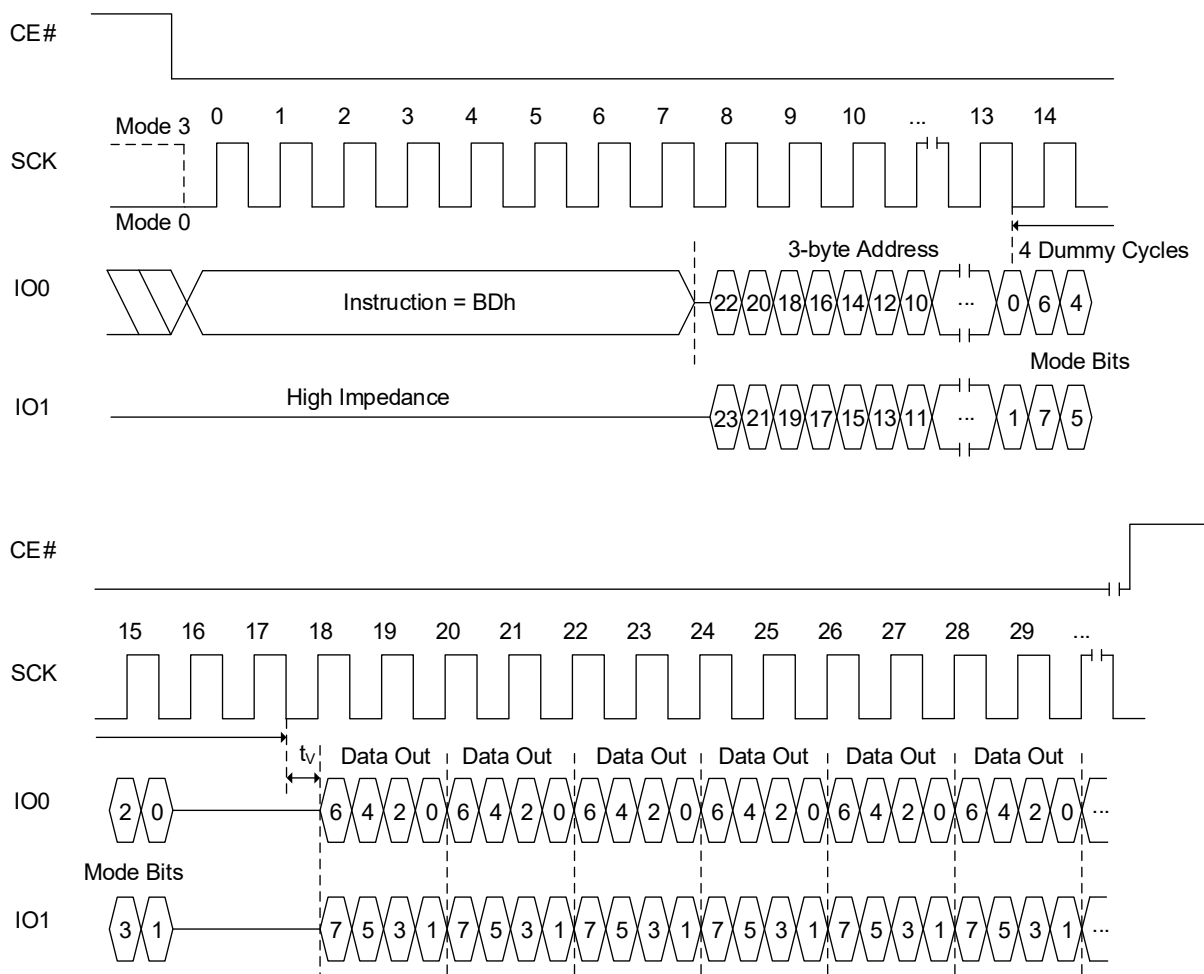 CE#
0 1 2 3 4 5 6 7 8 9 10 ... 13 14
Mode 3
SCK
Mode 0
3-byte Address 4 Dummy Cycles
IO0 Instruction = BDh 22 20 18 16 14 12 10 ... 0 6 4
Mode Bits
IO1 High Impedance 23 21 19 17 15 13 11 ... 1 7 5
CE#
15 16 17 18 19 20 21 22 23 24 25 26 27 28 29 ...
SCK
tV Data Out Data Out Data Out Data Out Data Out Data Out
IO0 2 0 6 4 2 0 6 4 2 0 6 4 2 0 6 4 2 0 6 4 2 0 6 4 2 0 ...
Mode Bits
IO1 3 1 7 5 3 1 7 5 3 1 7 5 3 1 7 5 3 1 7 5 3 1 7 5 3 1 ...